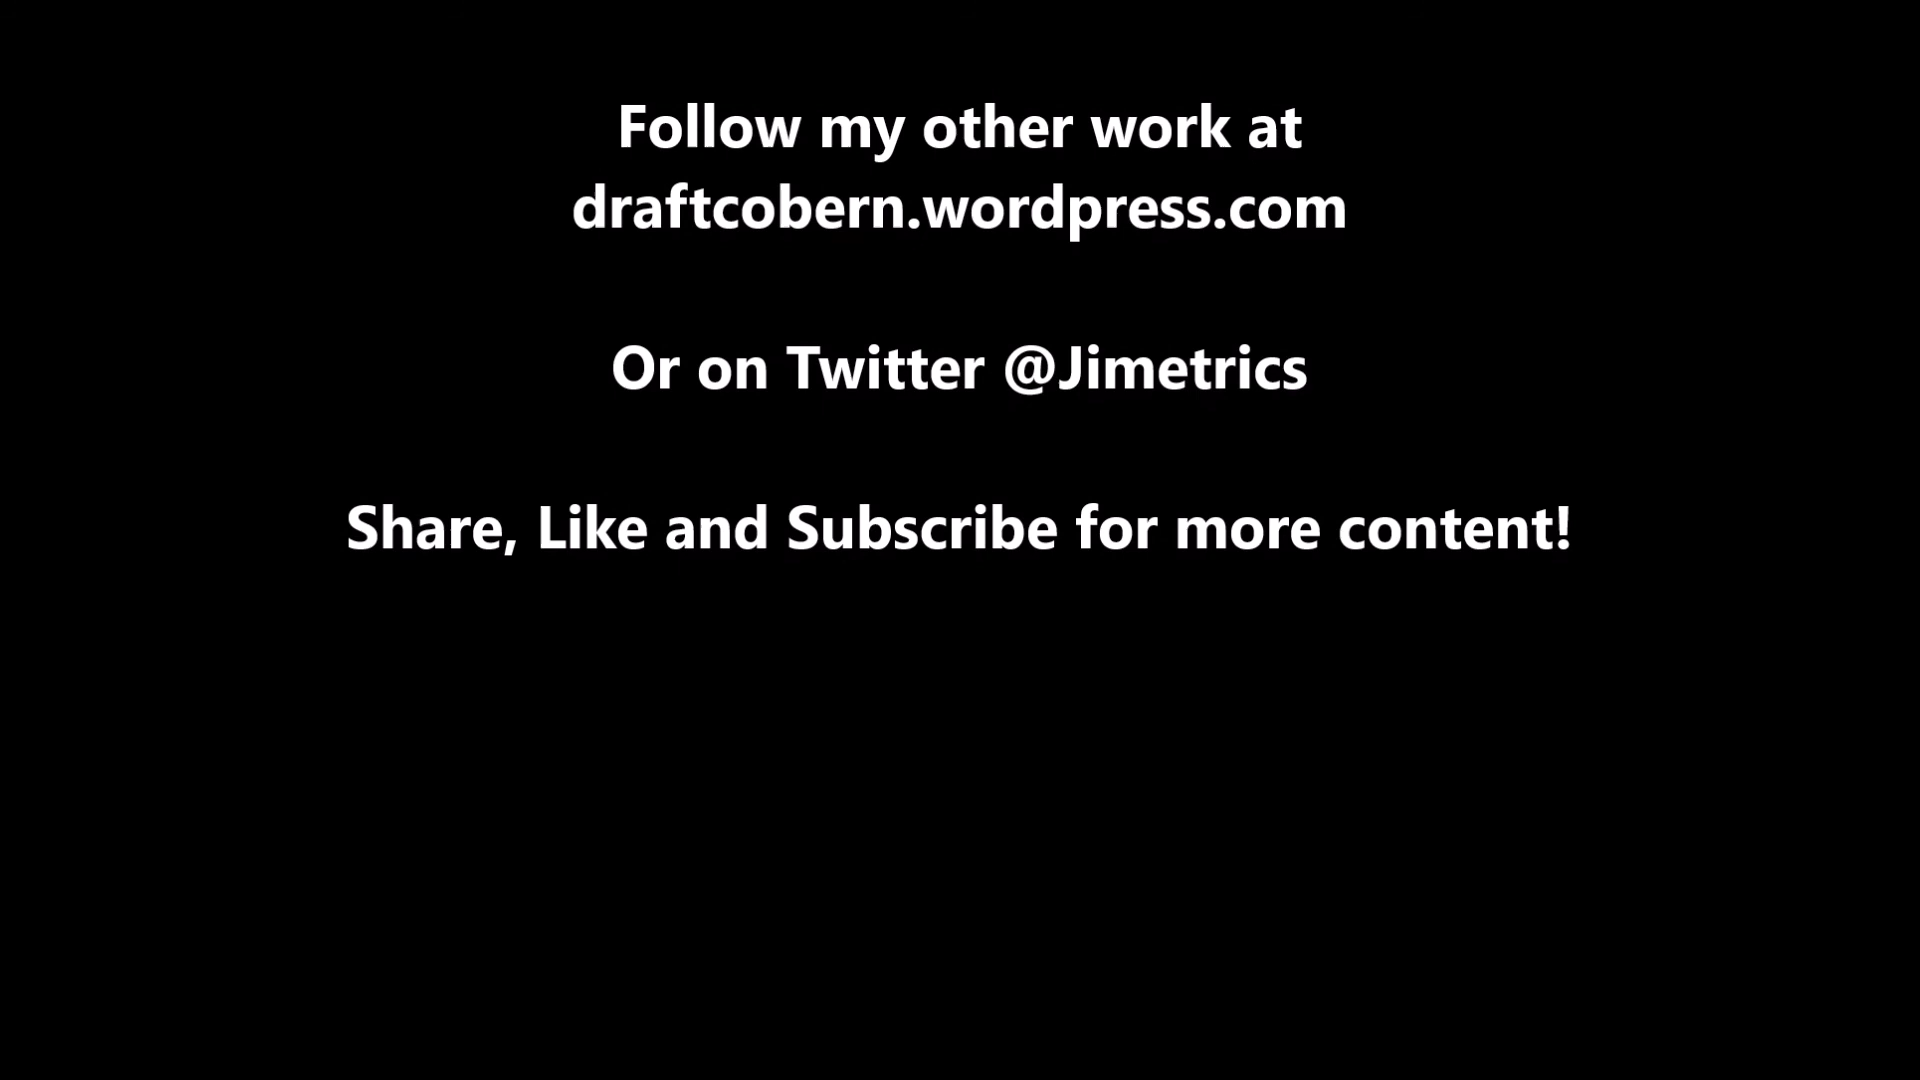 Follow my other work at
draftcobern.wordpress.com
Or on Twitter @Jimetrics
Share, Like and Subscribe for more content!